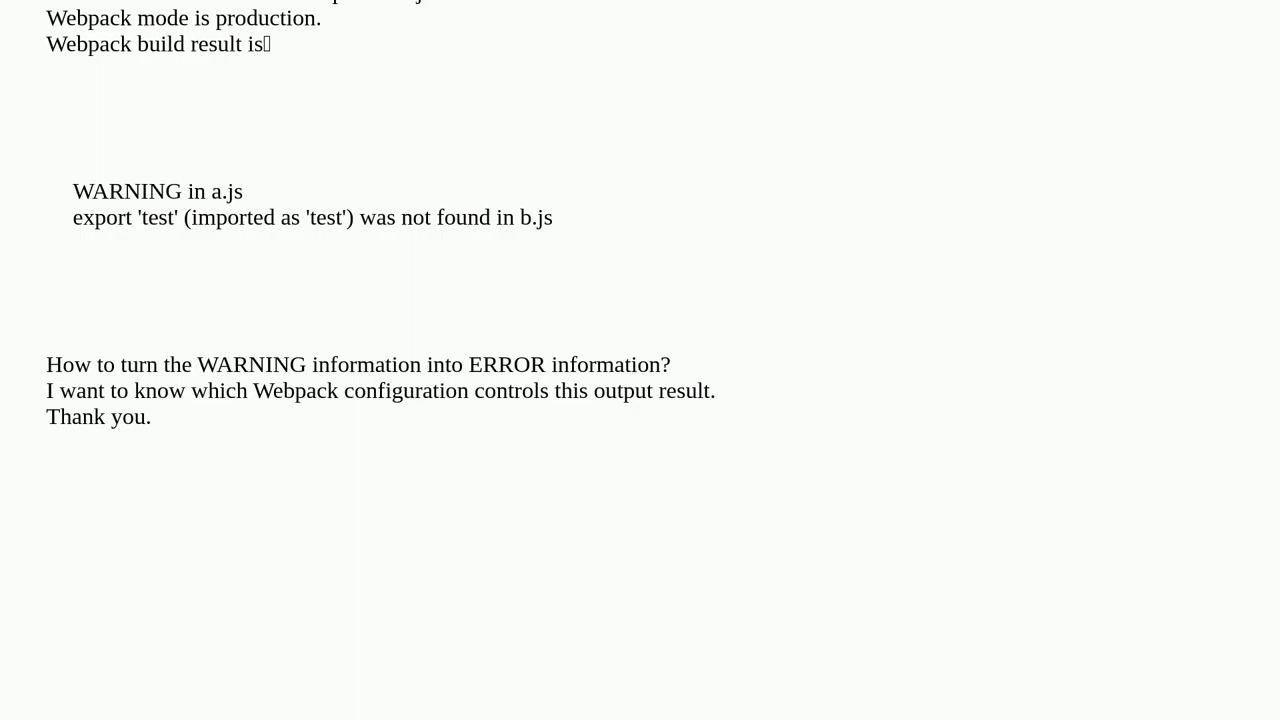 Webpack mode is production.
Webpack build result is
WARNING in a.js
export 'test' (imported as 'test') was not found in b.js
How to turn the WARNING information into ERROR information?
I want to know which Webpack configuration controls this output result.
Thank you.